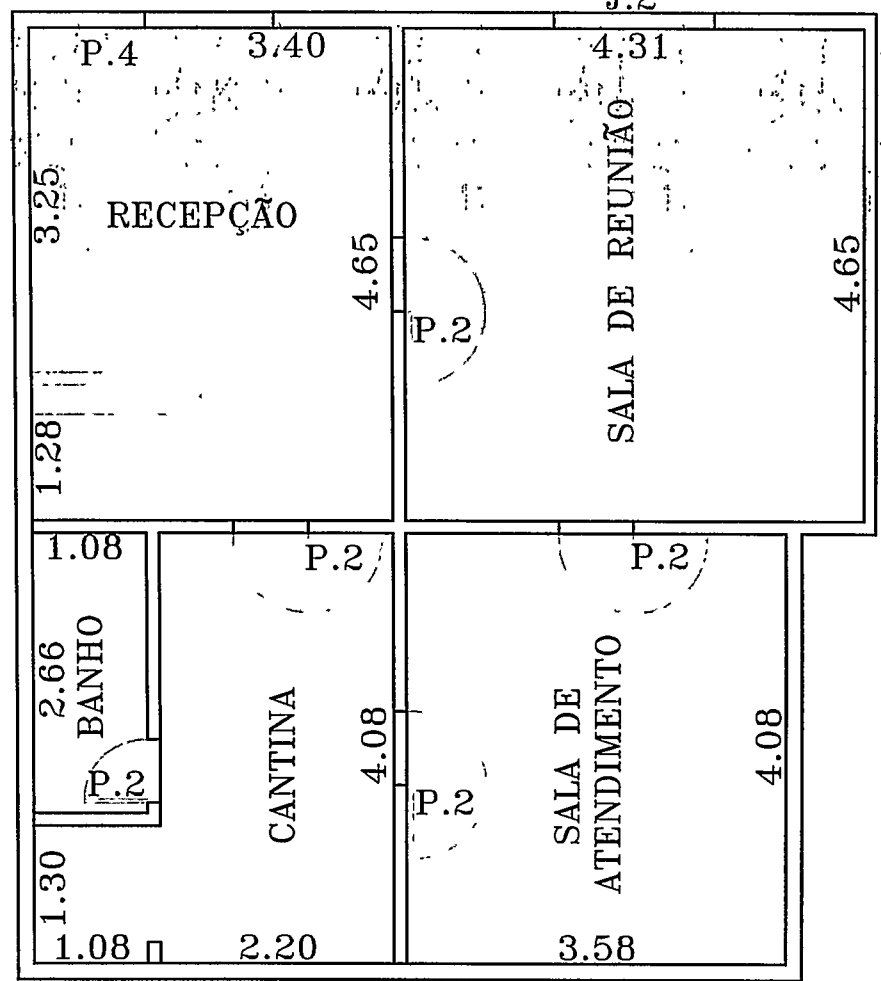 J.2
P.4
3.40
4.31
3.25
RECEPÇÃO
SALA DE REUNIÃO
4.65
4.65
P.2
1.28
1.08
P.2
P.2
2.66
BANHO
CANTINA
4.08
SALA DE
ATENDIMENTO
4.08
P.2
P.2
1.30
1.08
2.20
3.58